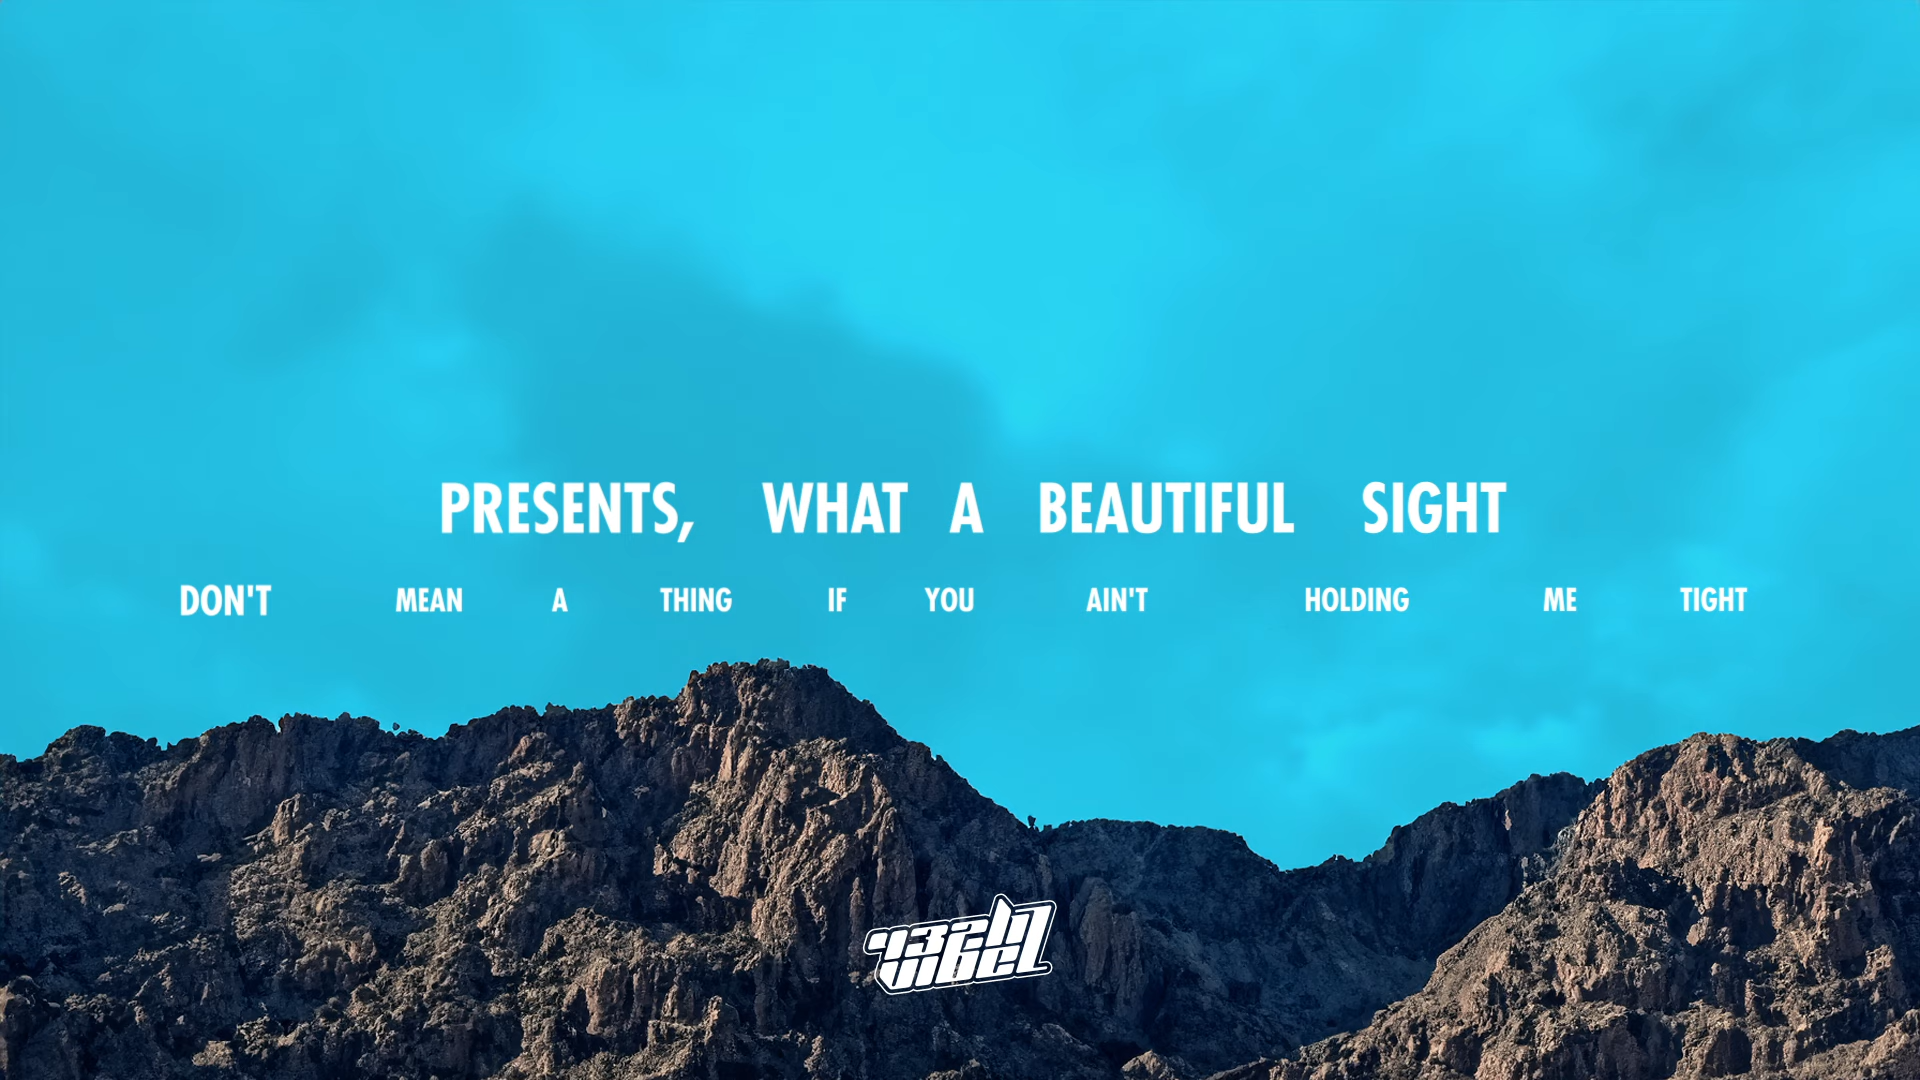 PRESENTS, WHAT A BEAUTIFUL SIGHT
DON'T MEAN A THING IF YOU AIN'T HOLDING ME TIGHT